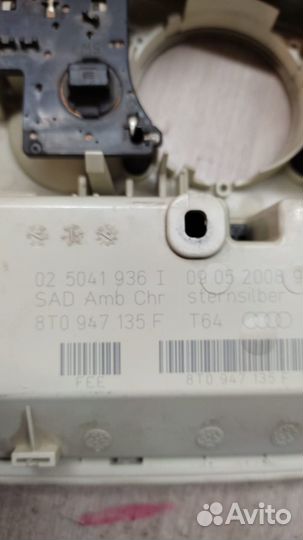 02 5041 936 I 09 05 2008 9
SAD Amb Chr sternsilber
8T0 947 135 F T64
FEE 8T0 947 135 F
Avito